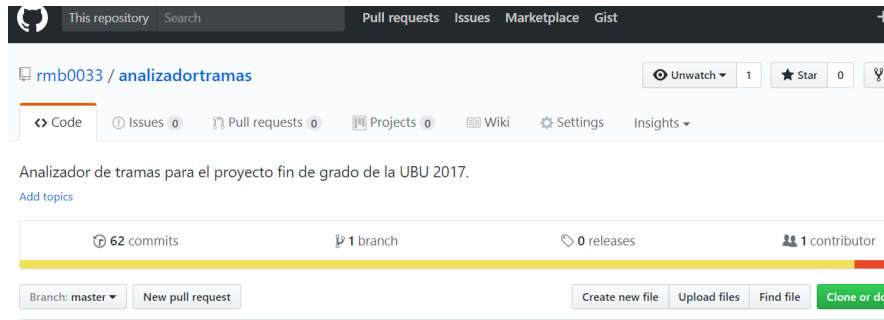 This repository Search Pull requests Issues Marketplace Gist
rmb0033 / analizadortramas Unwatch 1 Star 0
Code Issues 0 Pull requests 0 Projects 0 Wiki Settings Insights
Analizador de tramas para el proyecto fin de grado de la UBU 2017.
Add topics
62 commits 1 branch 0 releases 1 contributor
Branch: master New pull request Create new file Upload files Find file Clone or